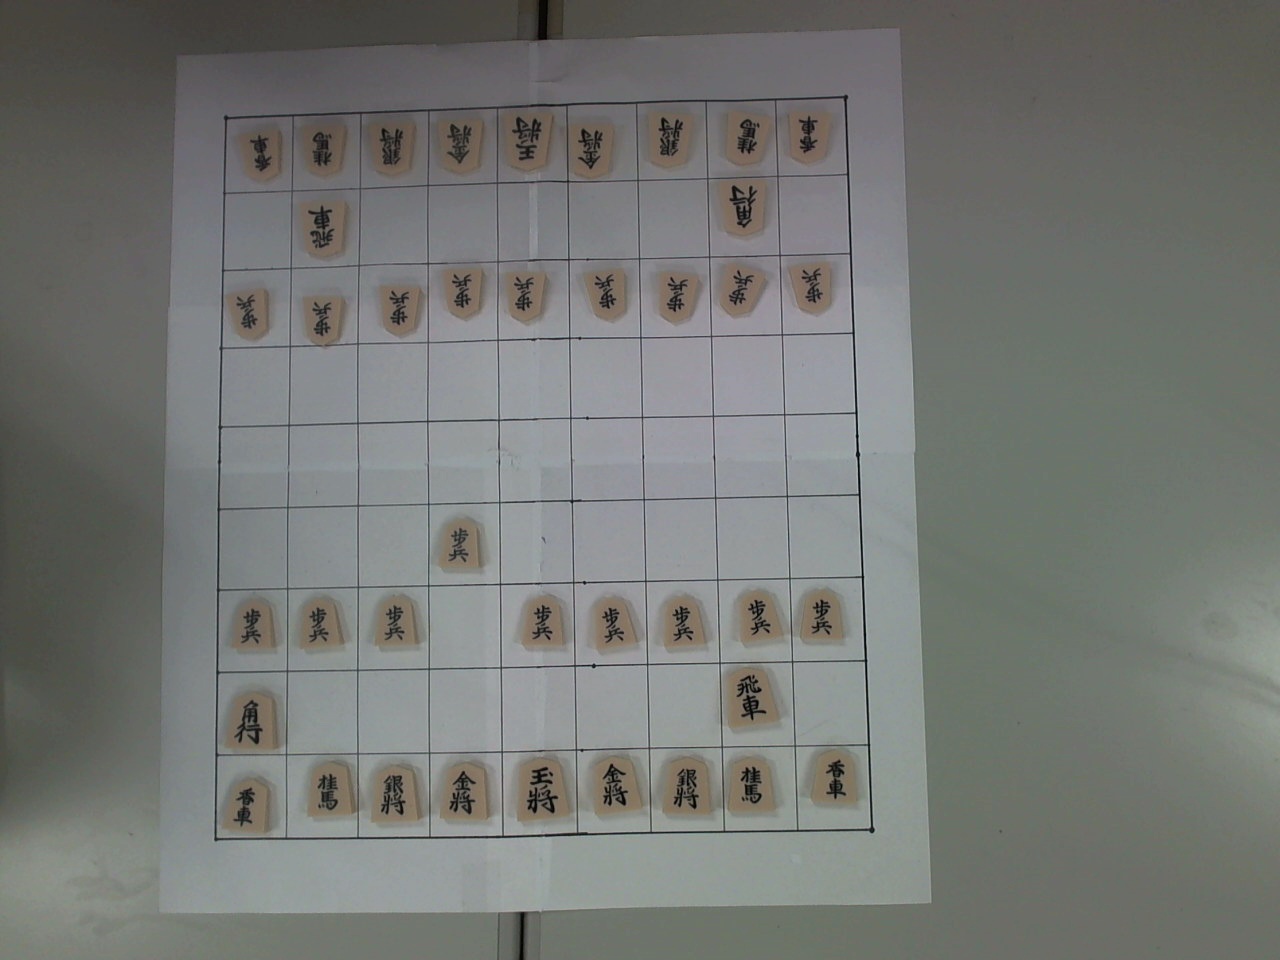 香車 桂馬 銀将 金将 王将 金将 銀将 桂馬 香車
飛車 角行
歩兵 歩兵 歩兵 歩兵 歩兵 歩兵 歩兵 歩兵 歩兵
歩兵
歩兵 歩兵 歩兵 歩兵 歩兵 歩兵 歩兵 歩兵
角行 飛車
香車 桂馬 銀将 金将 玉将 金将 銀将 桂馬 香車